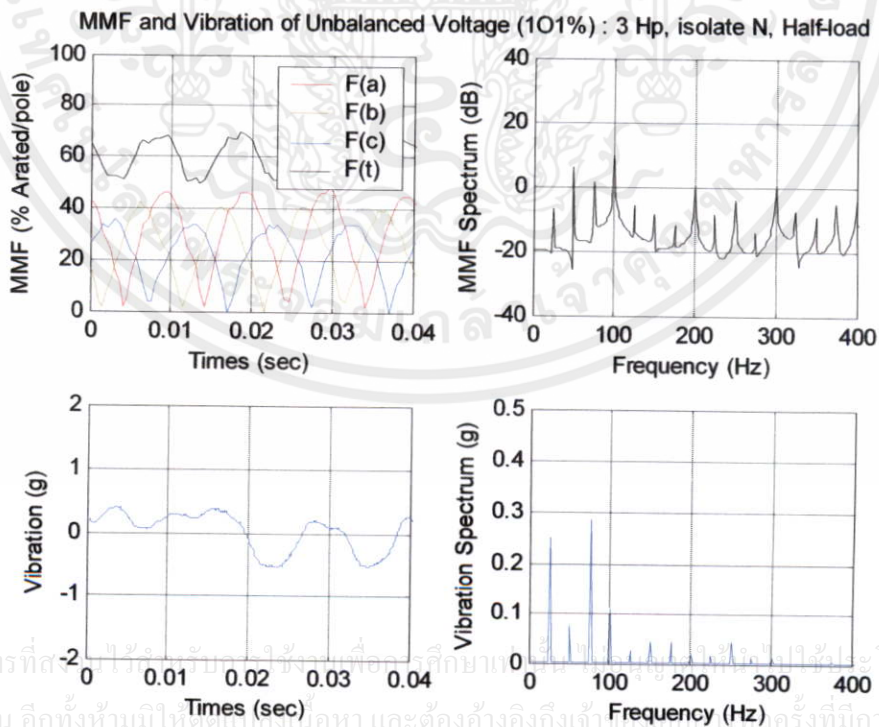 MMF and Vibration of Unbalanced Voltage (1O1%) : 3 Hp, isolate N, Half-load
100
80
60
40
20
0
MMF (% Arated/pole)
F(a)
F(b)
F(c)
F(t)
0 0.01 0.02 0.03 0.04
Times (sec)
40
20
0
-20
-40
MMF Spectrum (dB)
0 100 200 300 400
Frequency (Hz)
2
1
0
-1
-2
Vibration (g)
0 0.01 0.02 0.03 0.04
Times (sec)
0.5
0.4
0.3
0.2
0.1
0
Vibration Spectrum (g)
0 100 200 300 400
Frequency (Hz)